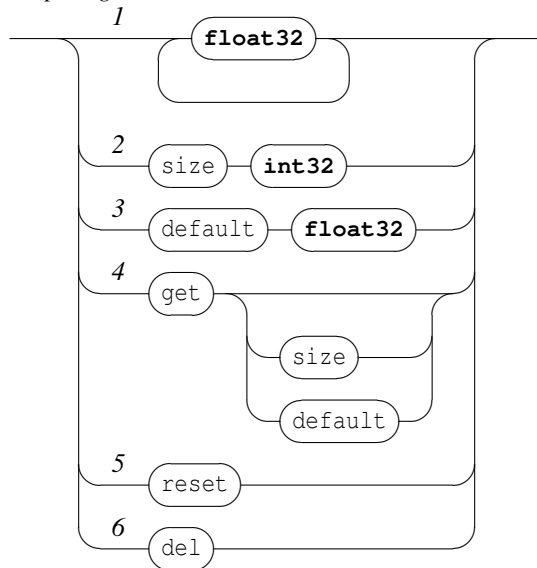 1 float32
2 size int32
3 default float32
4 get
size
default
5 reset
6 del